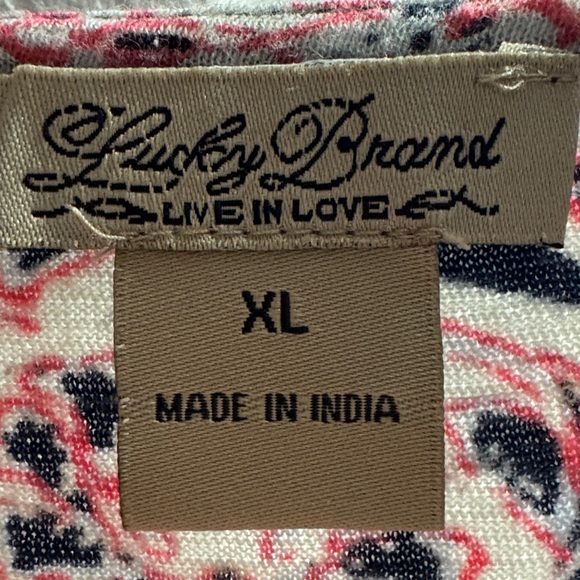 Lucky Brand
LIVE IN LOVE
XL
MADE IN INDIA